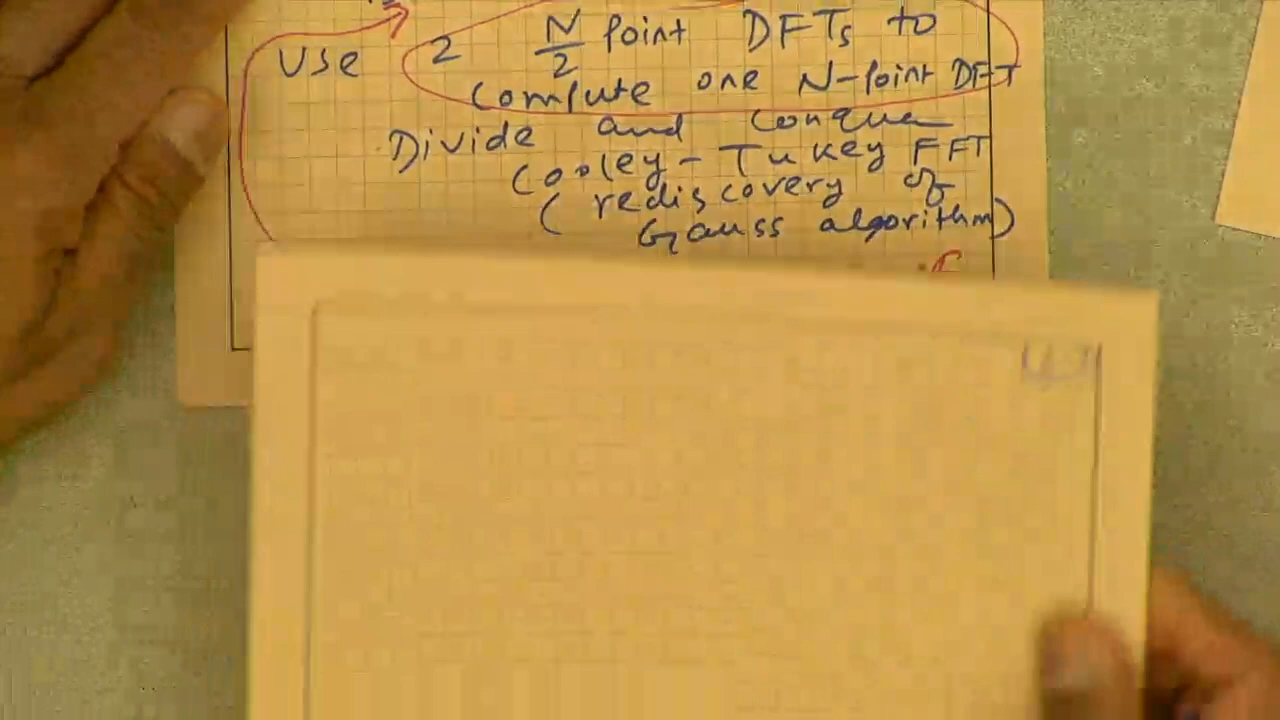 Use 2 N/2 Point DFTs to
Compute one N-Point DFT
Divide and Conquer
Cooley-Tukey FFT
(rediscovery of
Gauss algorithm)